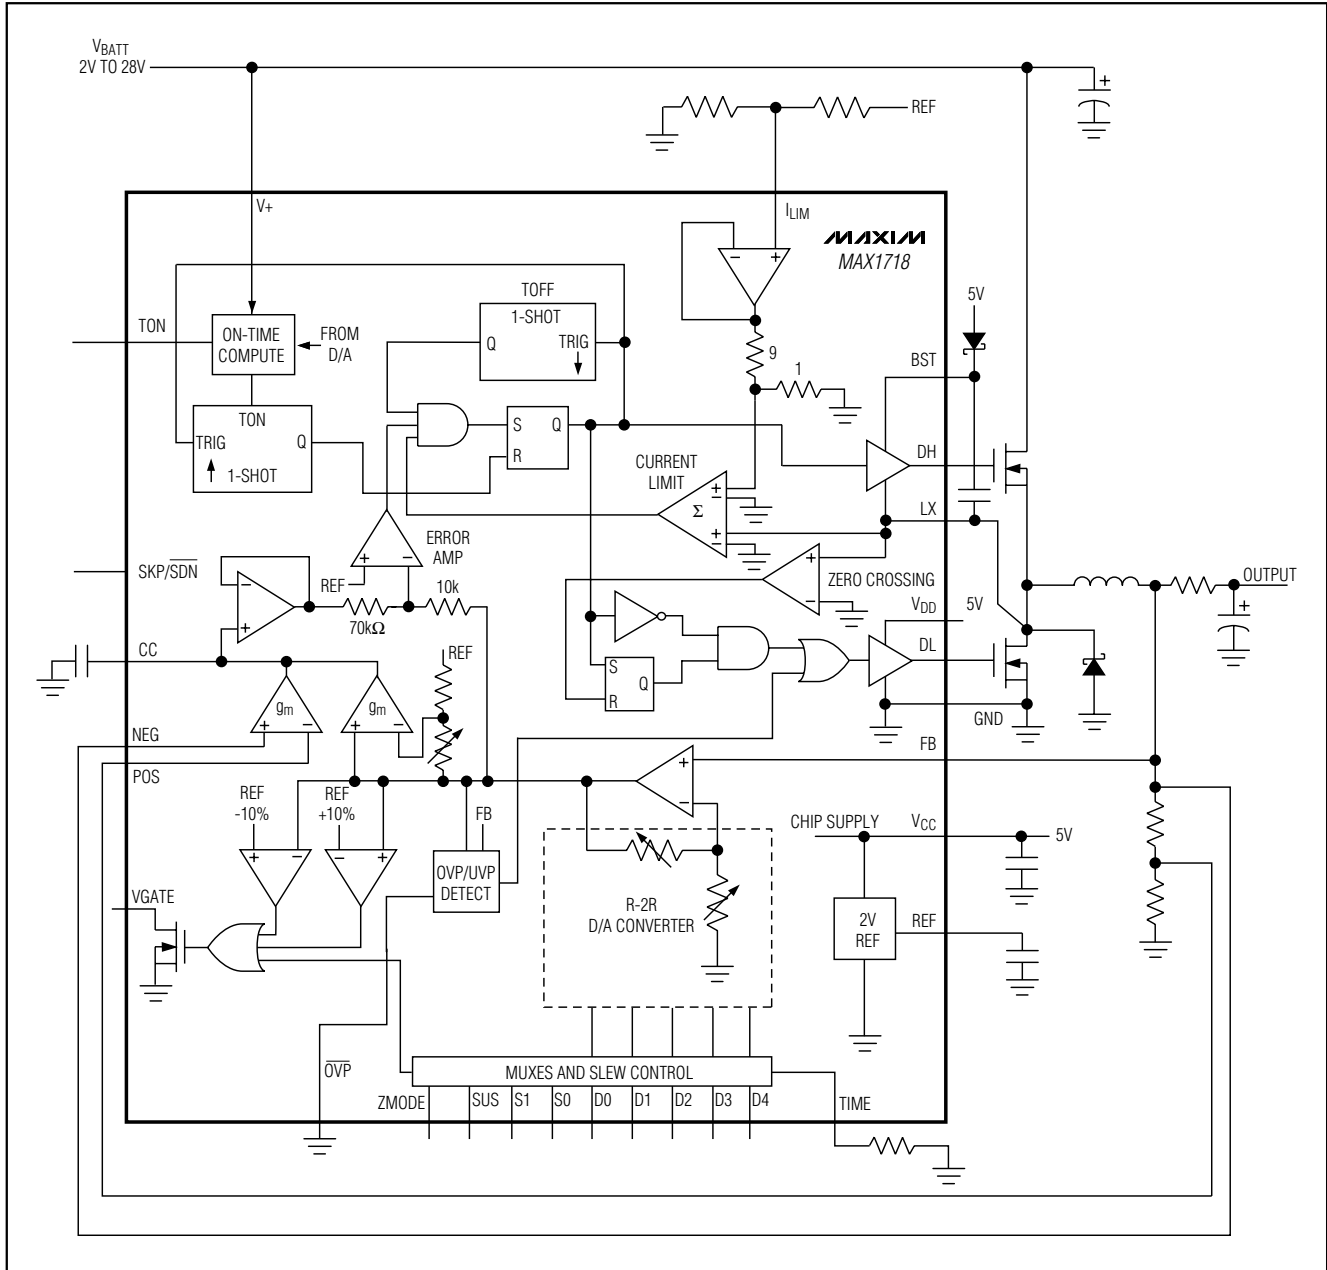 VBATT
2V TO 28V
REF
V+
ILIM
MAXIM
MAX1718
TOFF
1-SHOT
Q
TRIG
5V
TON
ON-TIME
COMPUTE
FROM
D/A
−
+
9
1
BST
TON
TRIG
Q
1-SHOT
S
Q
R
CURRENT
LIMIT
+
−
Σ
+
−
DH
LX
ERROR
AMP
+
−
REF
SKP/S̅D̅N̅
−
+
70kΩ
10k
+
−
ZERO CROSSING
VDD
5V
OUTPUT
+
+
DL
CC
REF
S
Q
R
gm
+
−
gm
+
−
GND
NEG
POS
FB
+
−
REF
-10%
REF
+10%
FB
+
−
−
+
OVP/UVP
DETECT
CHIP SUPPLY
VCC
5V
VGATE
R-2R
D/A CONVERTER
2V
REF
REF
O̅V̅P̅
MUXES AND SLEW CONTROL
ZMODE
SUS
S1
S0
D0
D1
D2
D3
D4
TIME